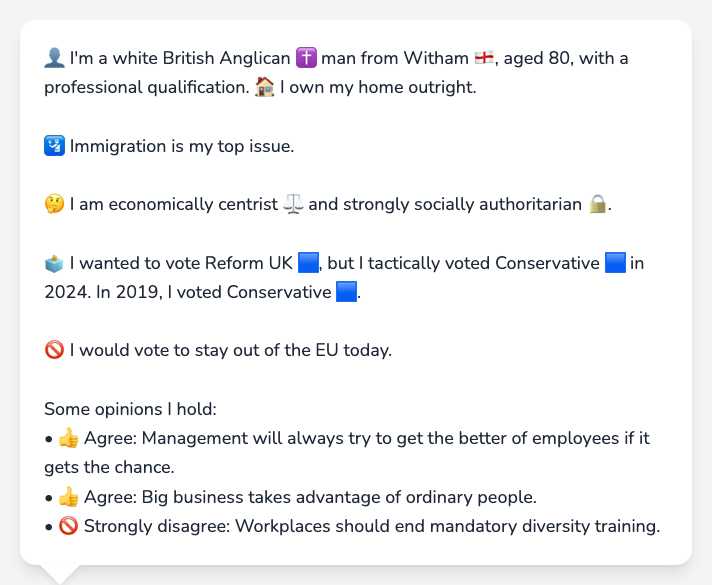 👤 I'm a white British Anglican ✝️ man from Witham 🏴󠁧󠁢󠁥󠁮󠁧󠁿, aged 80, with a
professional qualification. 🏠 I own my home outright.
🛂 Immigration is my top issue.
🤔 I am economically centrist ⚖️ and strongly socially authoritarian 🔒.
🗳️ I wanted to vote Reform UK 🟦, but I tactically voted Conservative 🟦 in
2024. In 2019, I voted Conservative 🟦.
🚫 I would vote to stay out of the EU today.
Some opinions I hold:
• 👍 Agree: Management will always try to get the better of employees if it
gets the chance.
• 👍 Agree: Big business takes advantage of ordinary people.
• 🚫 Strongly disagree: Workplaces should end mandatory diversity training.